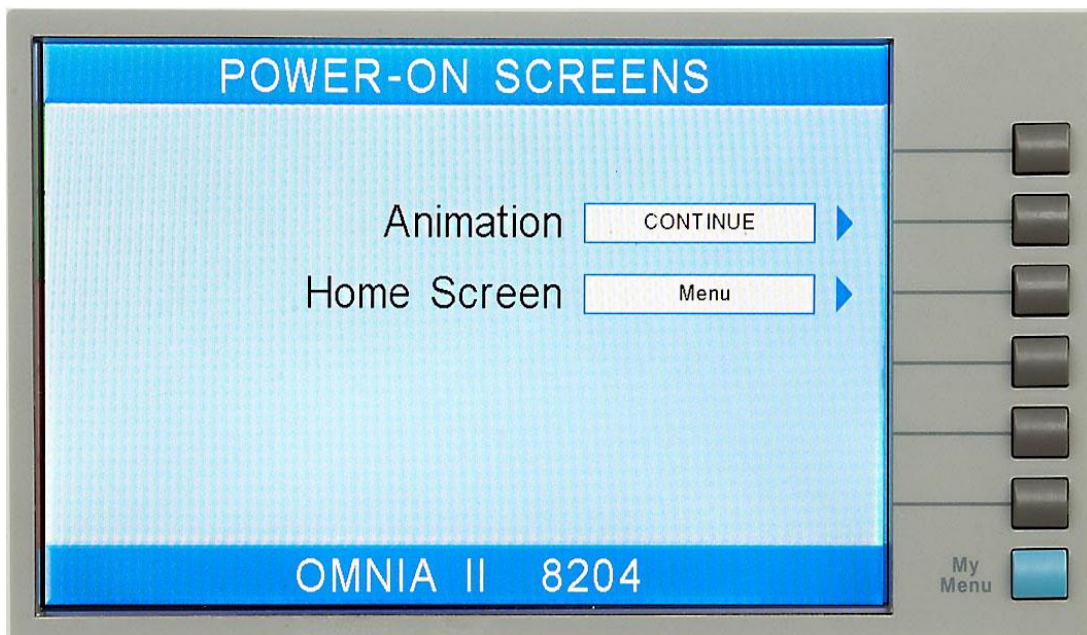 POWER-ON SCREENS
Animation CONTINUE
Home Screen Menu
OMNIA II 8204
My
Menu